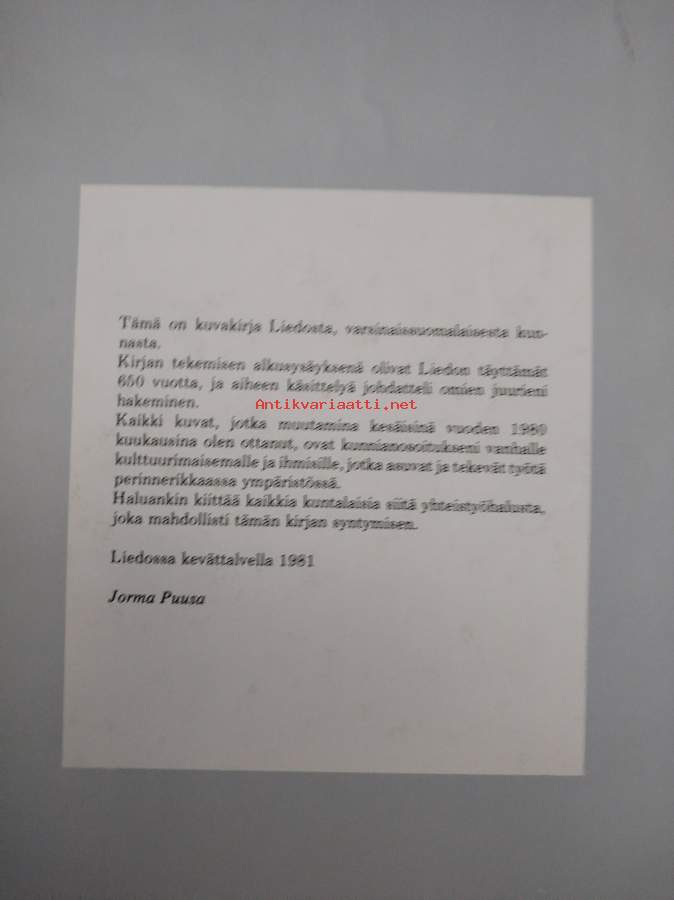 Tämä on kuvakirja Liedosta, varsinaissuomalaisesta kun-
nasta.
Kirjan tekemisen alkusysäyksenä olivat Liedon täyttämät
650 vuotta, ja aiheen käsittelyä johdatteli omien juurieni
hakeminen.
Antikvariaatti.net
Kaikki kuvat, jotka muutamina kesäisinä vuoden 1980
kuukausina olen ottanut, ovat kunnianosoitukseni vanhalle
kulttuurimaisemalle ja ihmisille, jotka asuvat ja tekevät työtä
perinnerikkaassa ympäristössä.
Haluankin kiittää kaikkia kuntalaisia siitä yhteistyöhalusta,
joka mahdollisti tämän kirjan syntymisen.
Liedossa kevättalvella 1981
Jorma Puusa